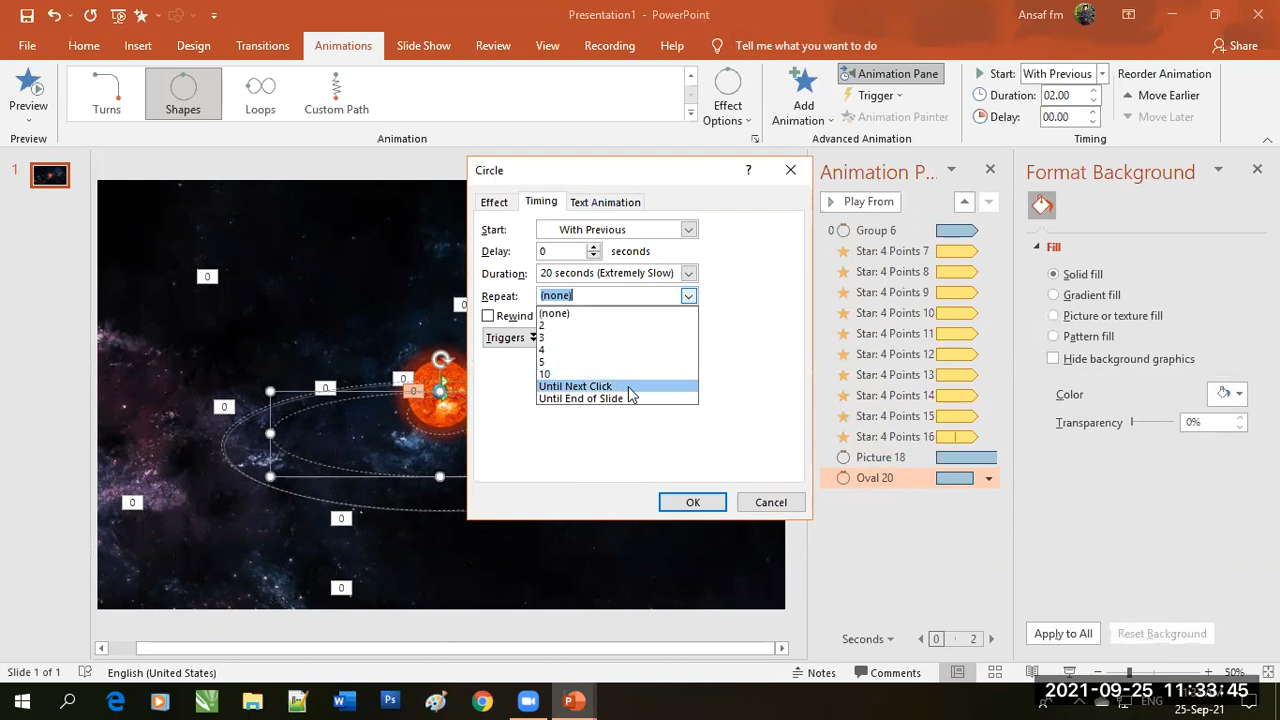 Presentation1 - PowerPoint
Ansaf fm
File
Home
Insert
Design
Transitions
Animations
Slide Show
Review
View
Recording
Help
Tell me what you want to do
Share
Preview
Turns
Shapes
Loops
Custom Path
Effect
Options
Add
Animation
Animation Pane
Trigger
Animation Painter
Start: With Previous
Duration: 02.00
Delay: 00.00
Reorder Animation
Move Earlier
Move Later
Preview
Animation
Advanced Animation
Timing
1
0
0
0
0
0
0
0
0
0
0
Circle
?
Effect
Timing
Text Animation
Start: With Previous
Delay: 0 seconds
Duration: 20 seconds (Extremely Slow)
Repeat: (none)
Rewind
Triggers
(none)
2
3
4
5
10
Until Next Click
Until End of Slide
OK
Cancel
Animation P...
Play From
0 Group 6
Star: 4 Points 7
Star: 4 Points 8
Star: 4 Points 9
Star: 4 Points 10
Star: 4 Points 11
Star: 4 Points 12
Star: 4 Points 13
Star: 4 Points 14
Star: 4 Points 15
Star: 4 Points 16
Picture 18
Oval 20
Seconds 0 2
Format Background
Fill
Solid fill
Gradient fill
Picture or texture fill
Pattern fill
Hide background graphics
Color
Transparency 0%
Apply to All
Reset Background
Slide 1 of 1
English (United States)
Notes
Comments
50%
2021-09-25 11:33:45
ENG
25-Sep-21